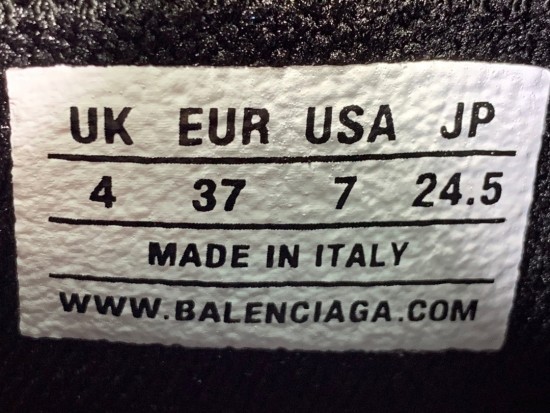 UK EUR USA JP
4 37 7 24.5
MADE IN ITALY
WWW.BALENCIAGA.COM